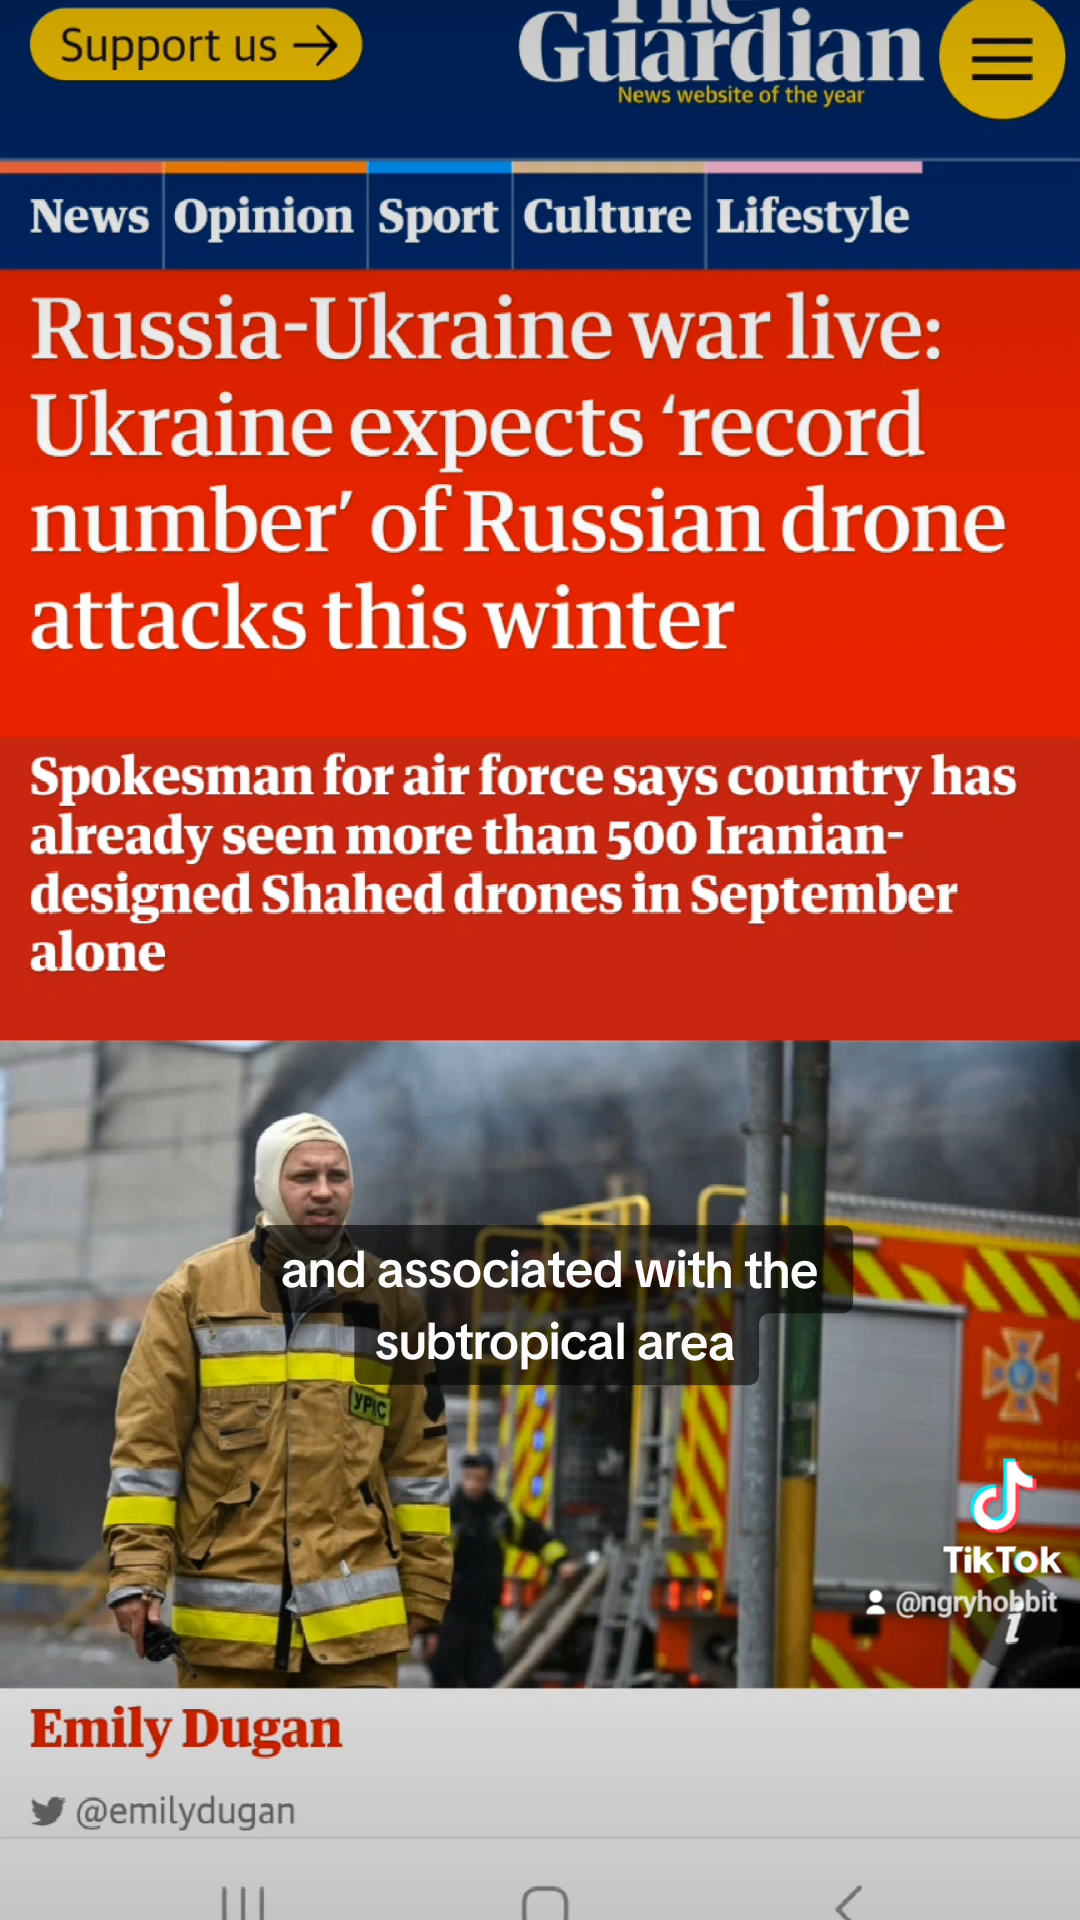 Support us →
The
Guardian
News website of the year
News Opinion Sport Culture Lifestyle
Russia-Ukraine war live:
Ukraine expects ‘record
number’ of Russian drone
attacks this winter
Spokesman for air force says country has
already seen more than 500 Iranian-
designed Shahed drones in September
alone
and associated with the
subtropical area
УРІС
TikTok
@ngryhobbit
i
Emily Dugan
@emilydugan